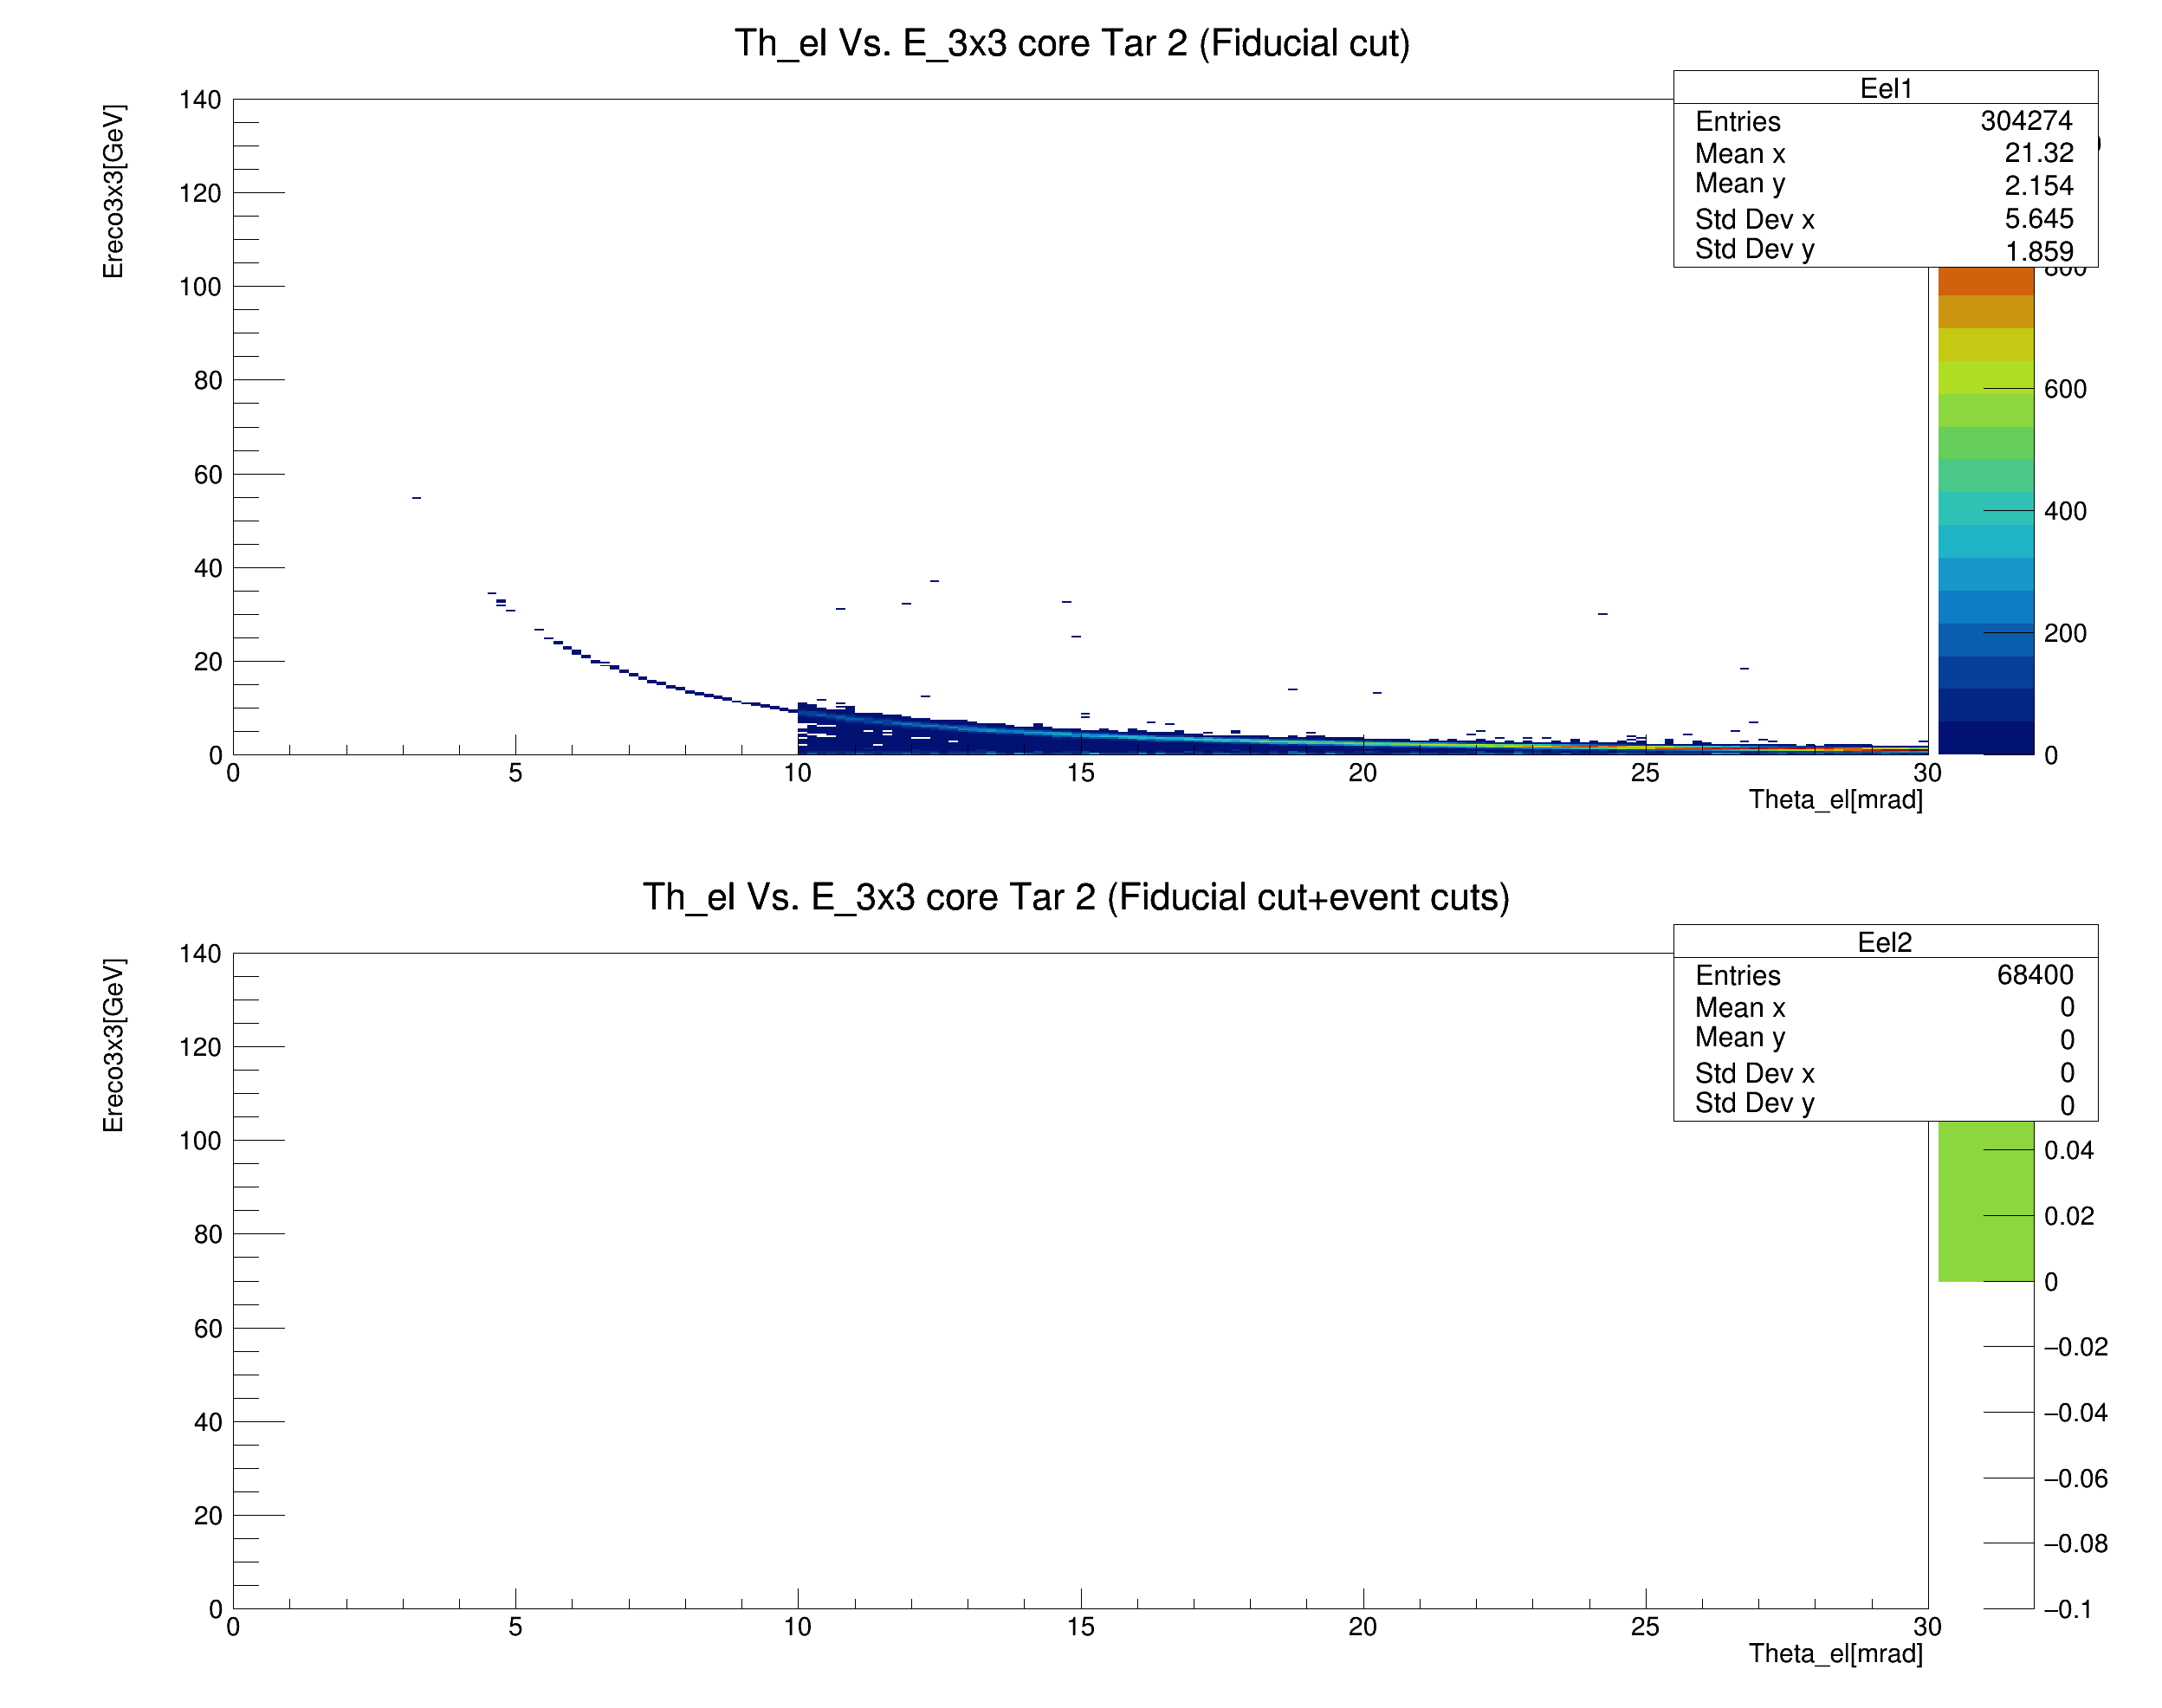 Th_el Vs. E_3x3 core Tar 2 (Fiducial cut)
Ereco3x3[GeV]
140
120
100
80
60
40
20
0
0 5 10 15 20 25 30
Theta_el[mrad]
Eel1
Entries 304274
Mean x 21.32
Mean y 2.154
Std Dev x 5.645
Std Dev y 1.859
800
600
400
200
0
Th_el Vs. E_3x3 core Tar 2 (Fiducial cut+event cuts)
Ereco3x3[GeV]
140
120
100
80
60
40
20
0
0 5 10 15 20 25 30
Theta_el[mrad]
Eel2
Entries 68400
Mean x 0
Mean y 0
Std Dev x 0
Std Dev y 0
0.04
0.02
0
−0.02
−0.04
−0.06
−0.08
−0.1